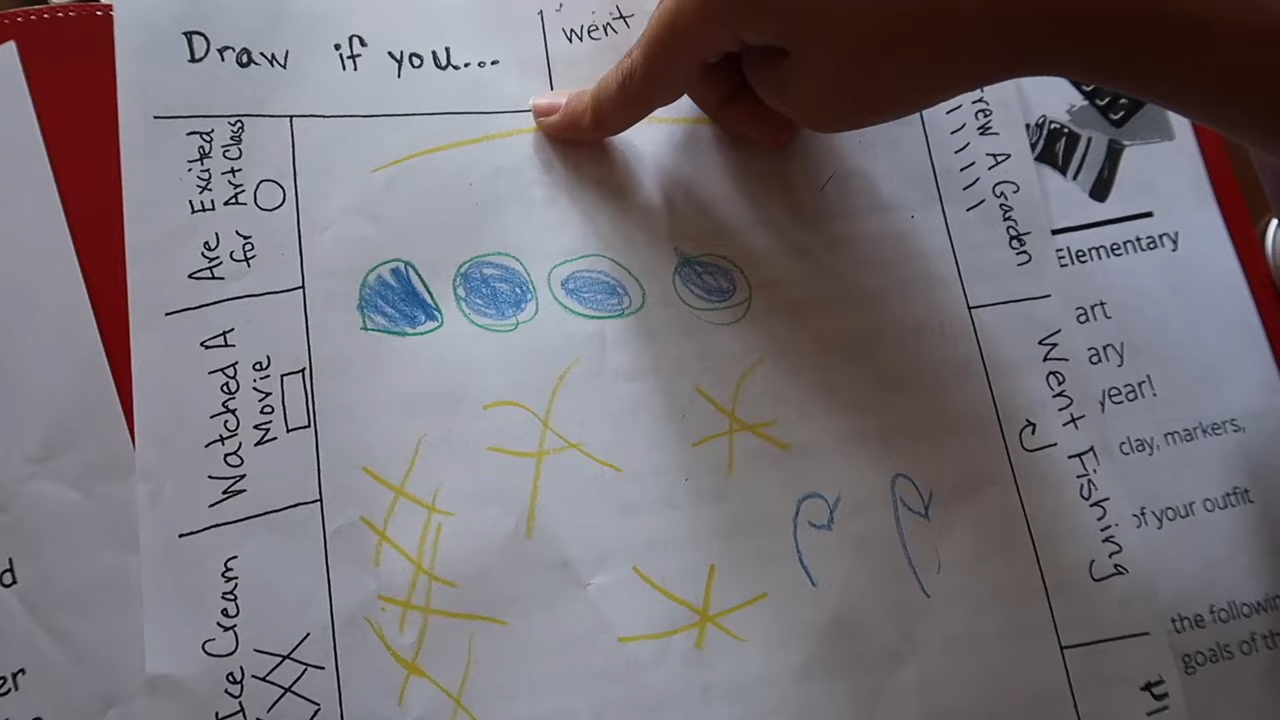 Draw if you...
went
Are Excited
for Art Class
Watched A
Movie
Ice Cream
Grew A Garden
Went Fishing
Elementary
art
ary
year!
clay, markers,
of your outfit
the following
goals of th
d
er